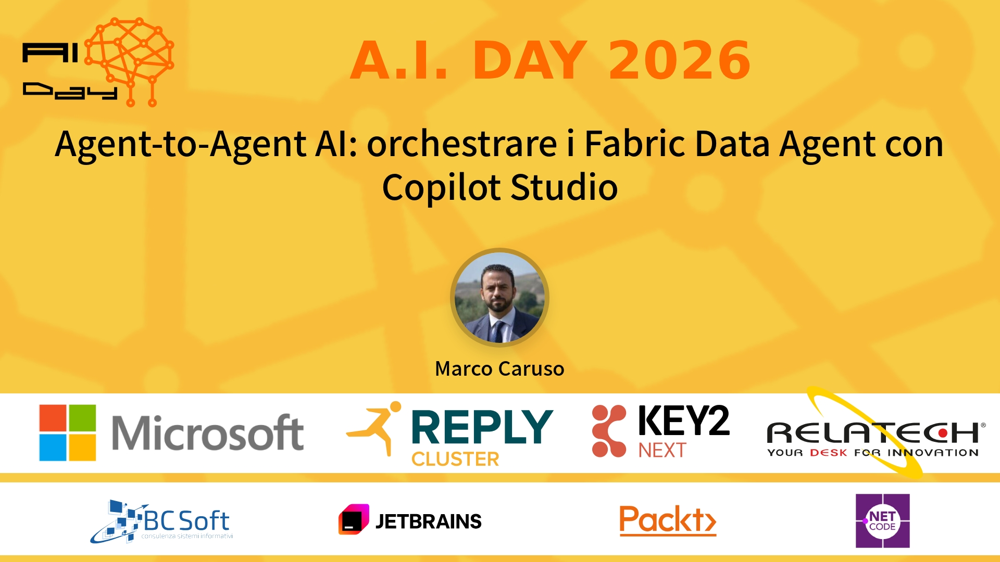 AI
Day
A.I. DAY 2026
Agent-to-Agent AI: orchestrare i Fabric Data Agent con
Copilot Studio
Marco Caruso
Microsoft
REPLY
CLUSTER
KEY2
NEXT
RELATECH®
YOUR DESK FOR INNOVATION
BC Soft
consulenza sistemi informativi
JETBRAINS
Packt>
.NET
CODE